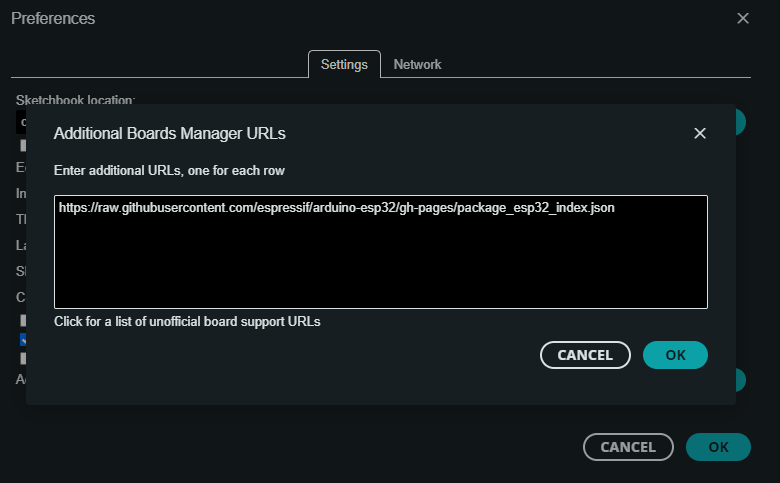 Preferences
Settings
Network
Sketchbook location:
Additional Boards Manager URLs
Enter additional URLs, one for each row
https://raw.githubusercontent.com/espressif/arduino-esp32/gh-pages/package_esp32_index.json
Click for a list of unofficial board support URLs
CANCEL
OK
CANCEL
OK